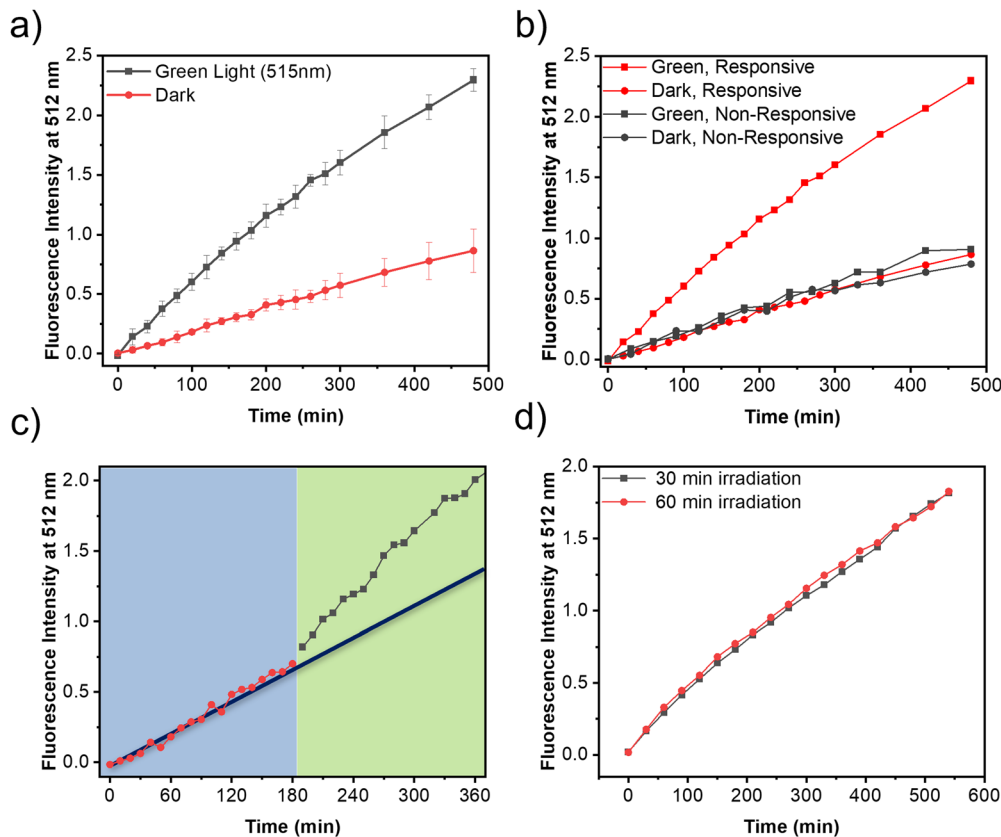 a)
Fluorescence Intensity at 512 nm
2.5
2.0
1.5
1.0
0.5
0.0
Green Light (515nm)
Dark
0 100 200 300 400 500
Time (min)
b)
Fluorescence Intensity at 512 nm
2.5
2.0
1.5
1.0
0.5
0.0
Green, Responsive
Dark, Responsive
Green, Non-Responsive
Dark, Non-Responsive
0 100 200 300 400 500
Time (min)
c)
Fluorescence Intensity at 512 nm
2.0
1.5
1.0
0.5
0.0
0 60 120 180 240 300 360
Time (min)
d)
Fluorescence Intensity at 512 nm
2.0
1.5
1.0
0.5
0.0
30 min irradiation
60 min irradiation
0 100 200 300 400 500 600
Time (min)